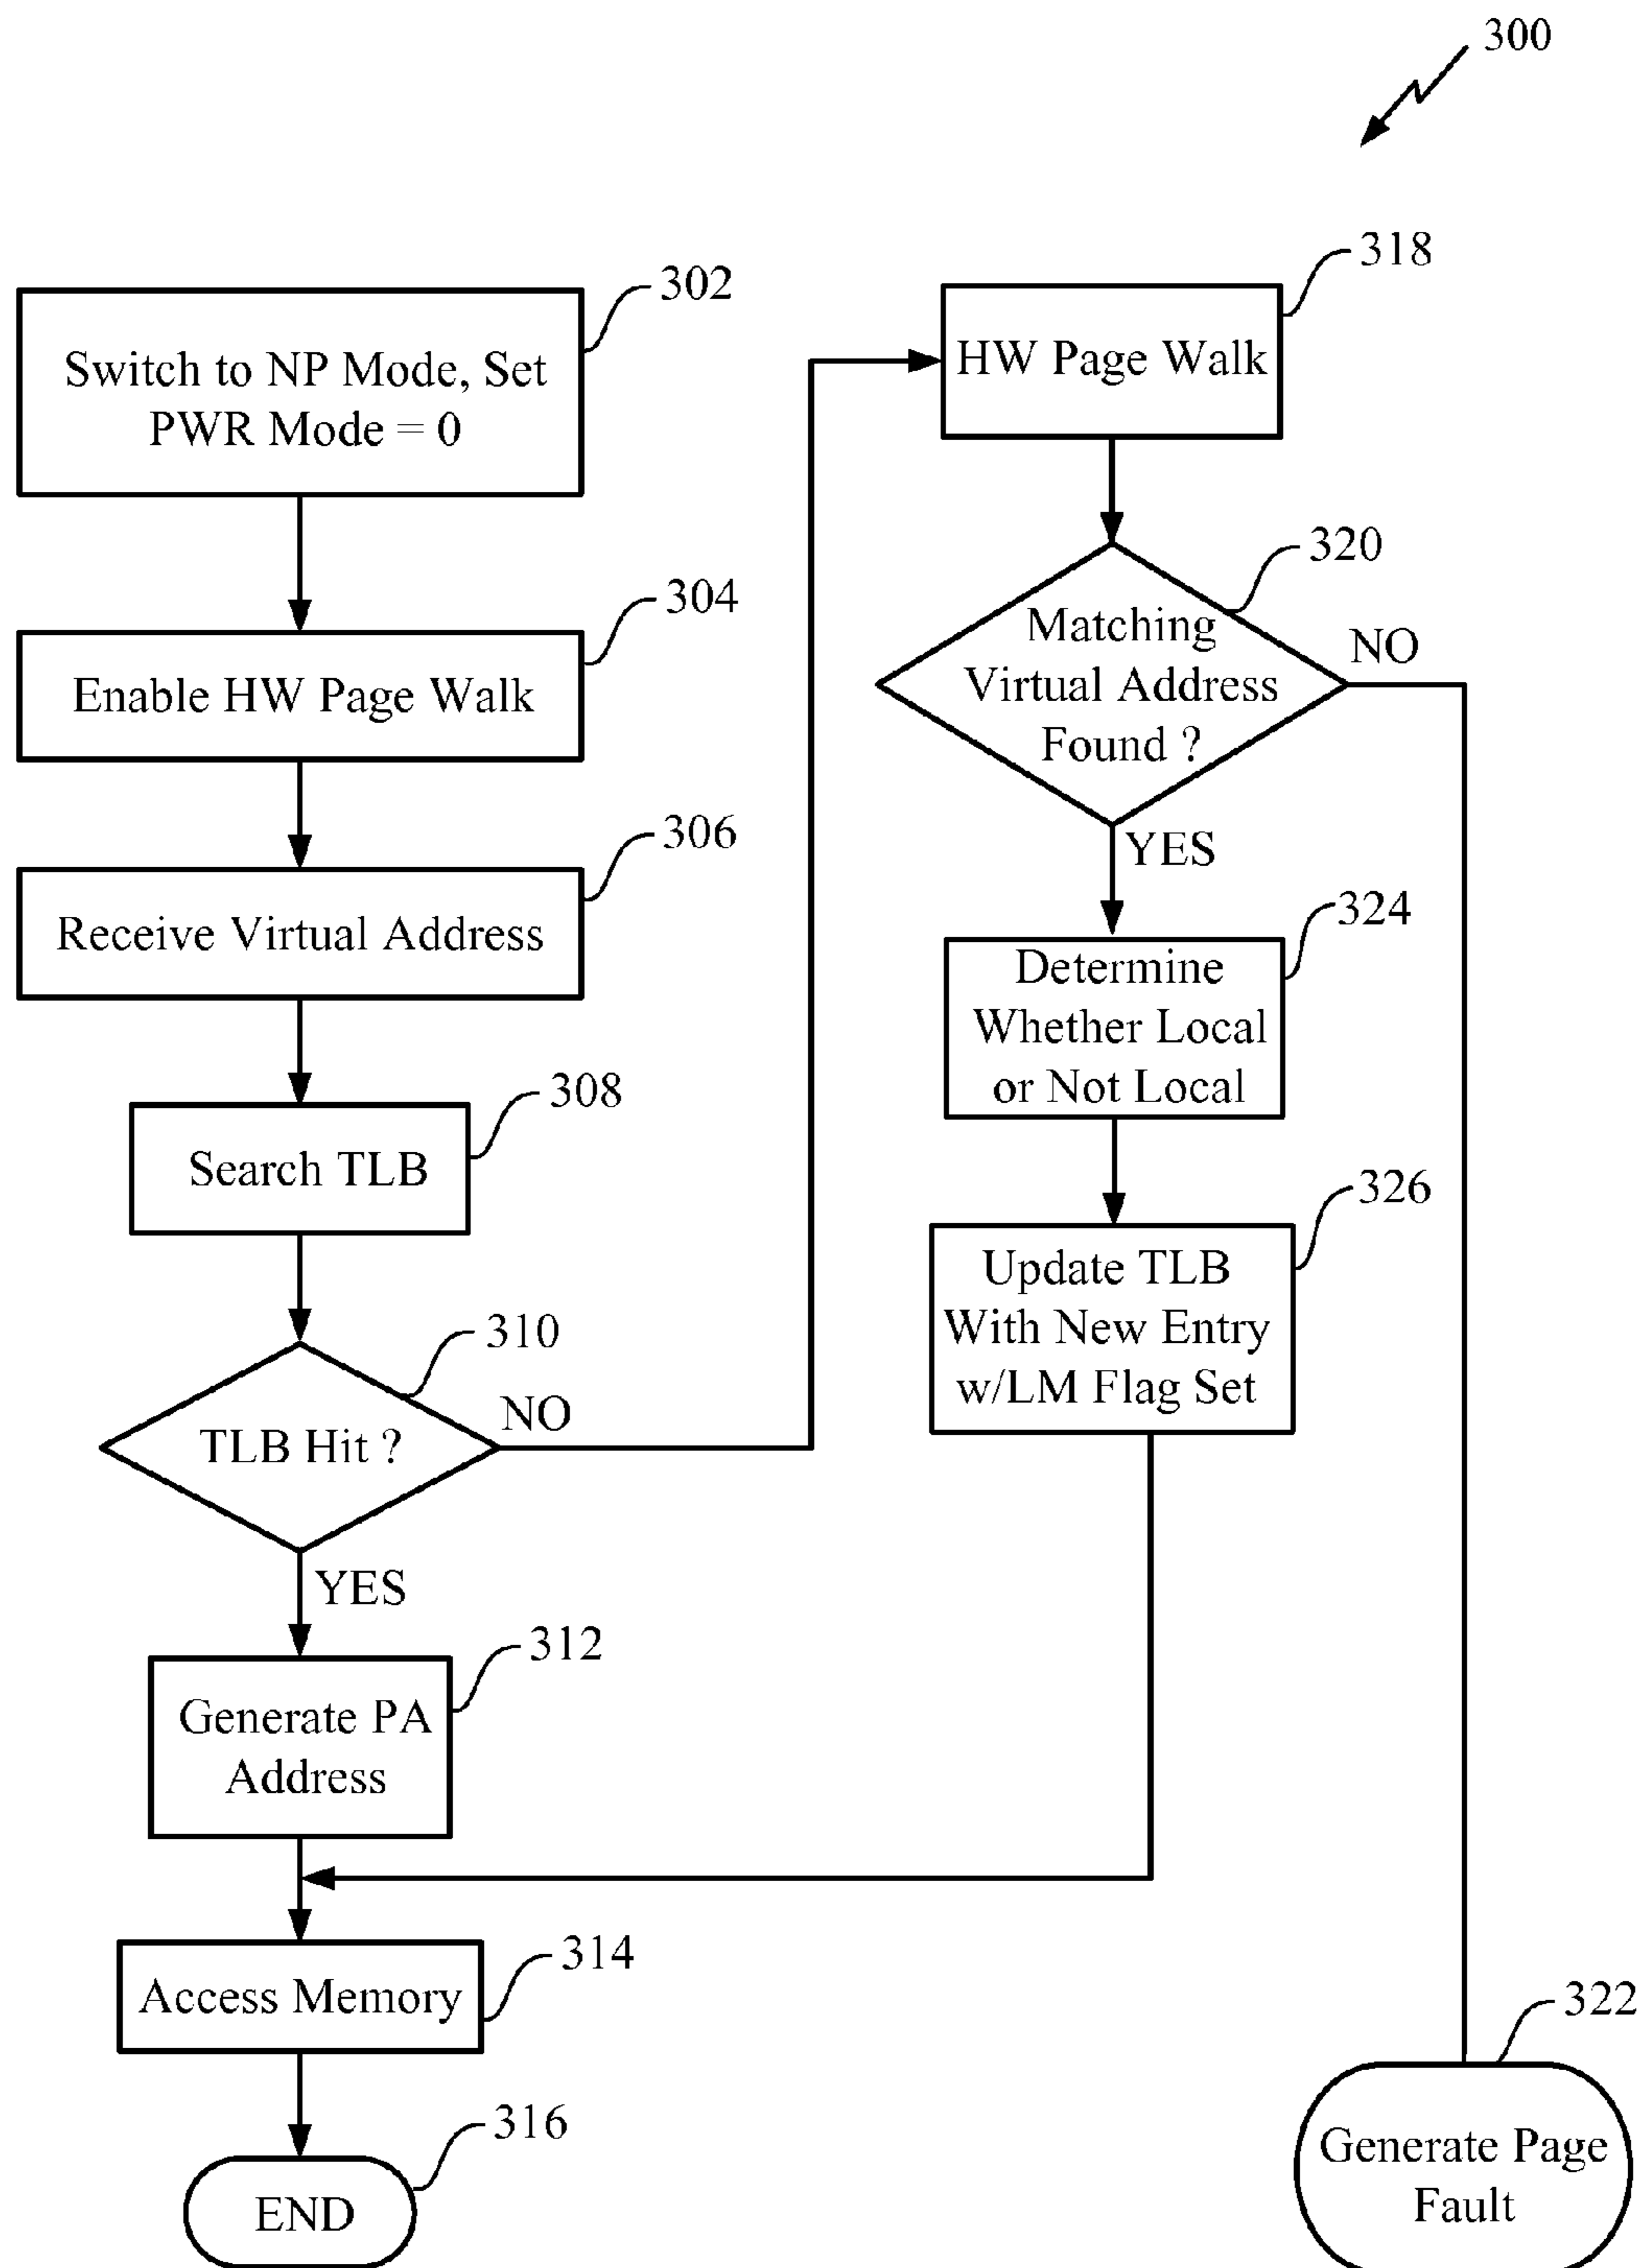 300
302
Switch to NP Mode, Set
PWR Mode = 0
304
Enable HW Page Walk
306
Receive Virtual Address
308
Search TLB
310
TLB Hit ?
NO
YES
312
Generate PA
Address
314
Access Memory
316
END
318
HW Page Walk
320
Matching
Virtual Address
Found ?
NO
YES
324
Determine
Whether Local
or Not Local
326
Update TLB
With New Entry
w/LM Flag Set
322
Generate Page
Fault